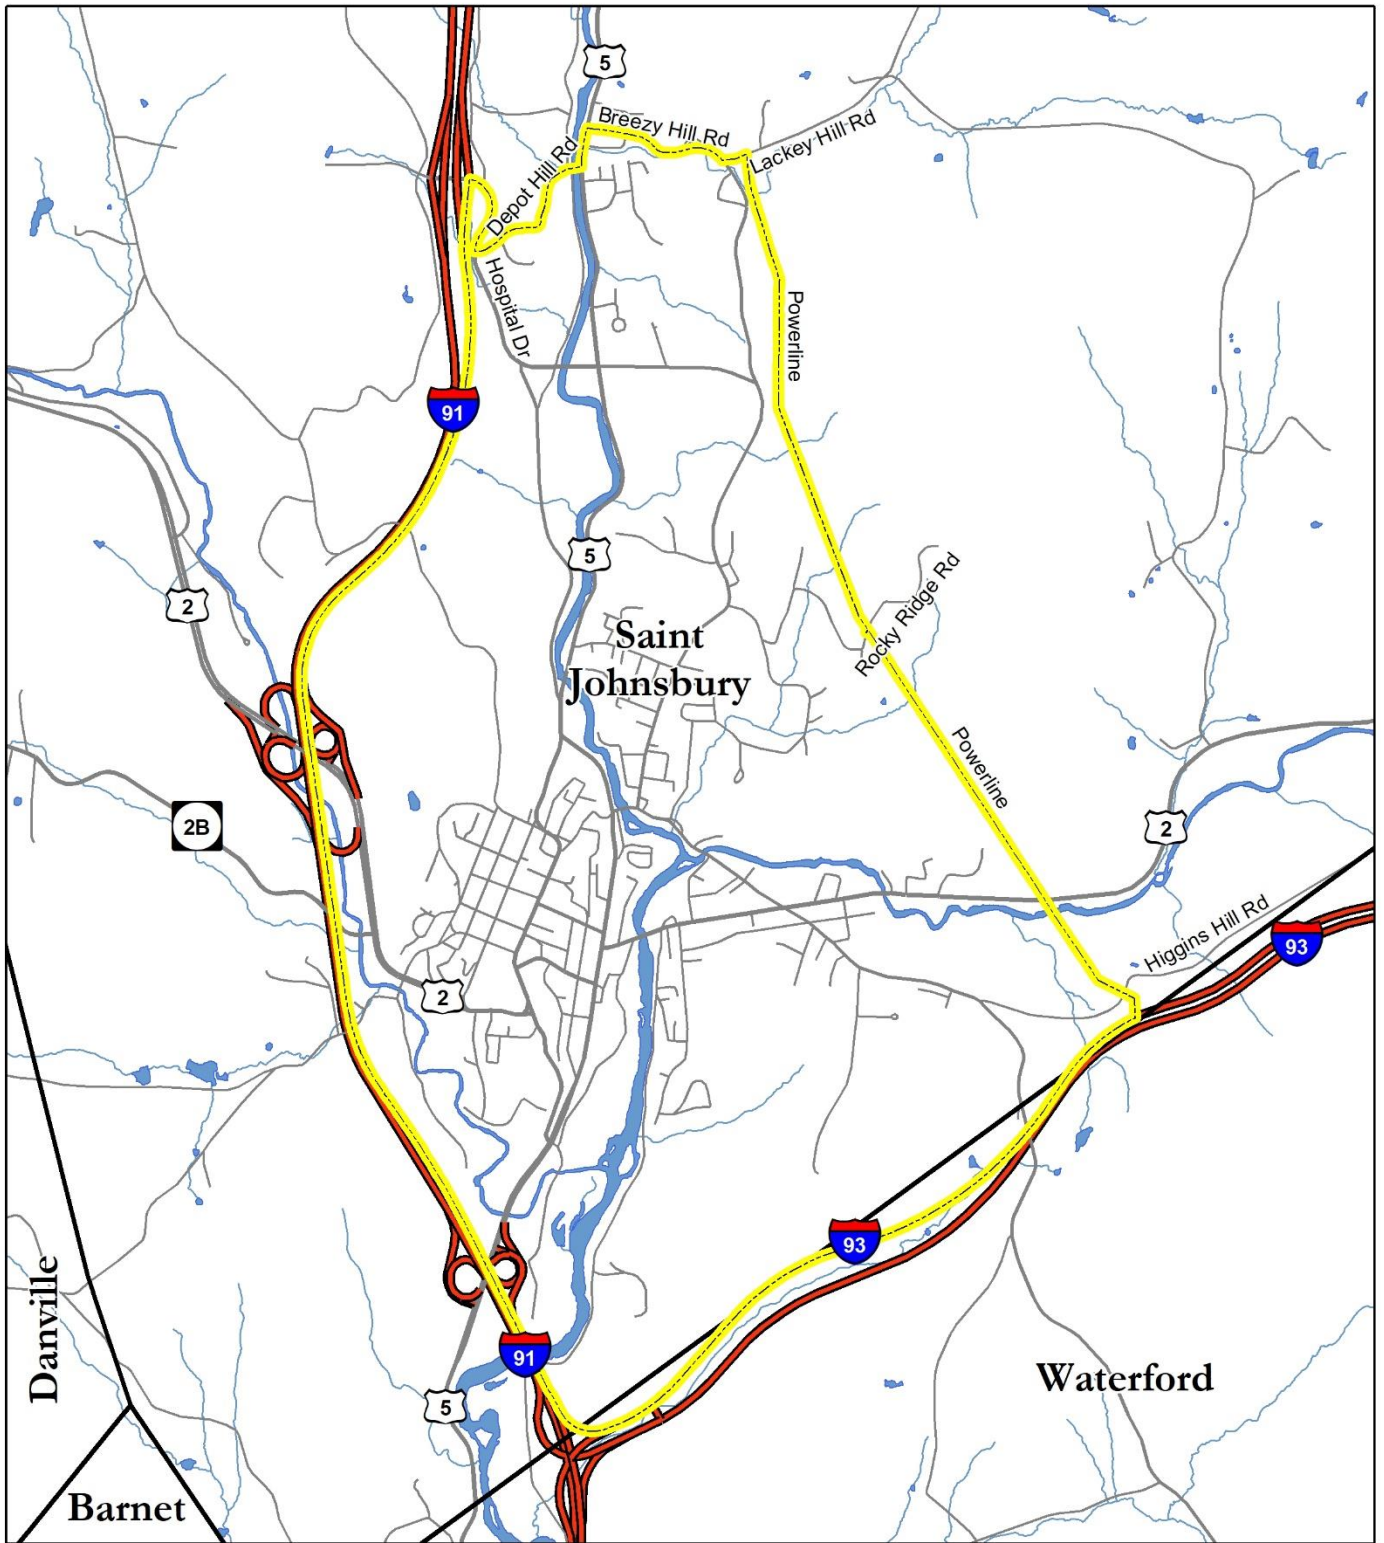 5
Breezy Hill Rd
Lackey Hill Rd
Depot Hill Rd
Hospital Dr
Powerline
91
5
2
Rocky Ridge Rd
Saint
Johnsbury
Powerline
2B
2
Higgins Hill Rd
93
2
93
Danville
91
5
Waterford
Barnet